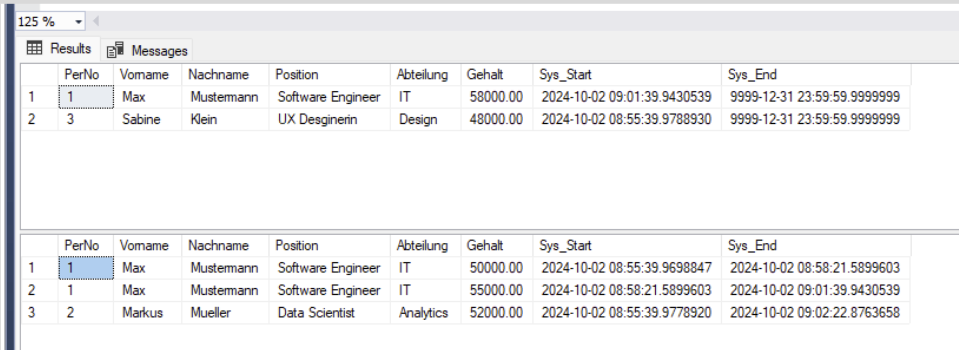 125 %
Results Messages
PerNo Vorname Nachname Position Abteilung Gehalt Sys_Start Sys_End
1 1 Max Mustermann Software Engineer IT 58000.00 2024-10-02 09:01:39.9430539 9999-12-31 23:59:59.9999999
2 3 Sabine Klein UX Desginerin Design 48000.00 2024-10-02 08:55:39.9788930 9999-12-31 23:59:59.9999999
PerNo Vorname Nachname Position Abteilung Gehalt Sys_Start Sys_End
1 1 Max Mustermann Software Engineer IT 50000.00 2024-10-02 08:55:39.9698847 2024-10-02 08:58:21.5899603
2 1 Max Mustermann Software Engineer IT 55000.00 2024-10-02 08:58:21.5899603 2024-10-02 09:01:39.9430539
3 2 Markus Mueller Data Scientist Analytics 52000.00 2024-10-02 08:55:39.9778920 2024-10-02 09:02:22.8763658